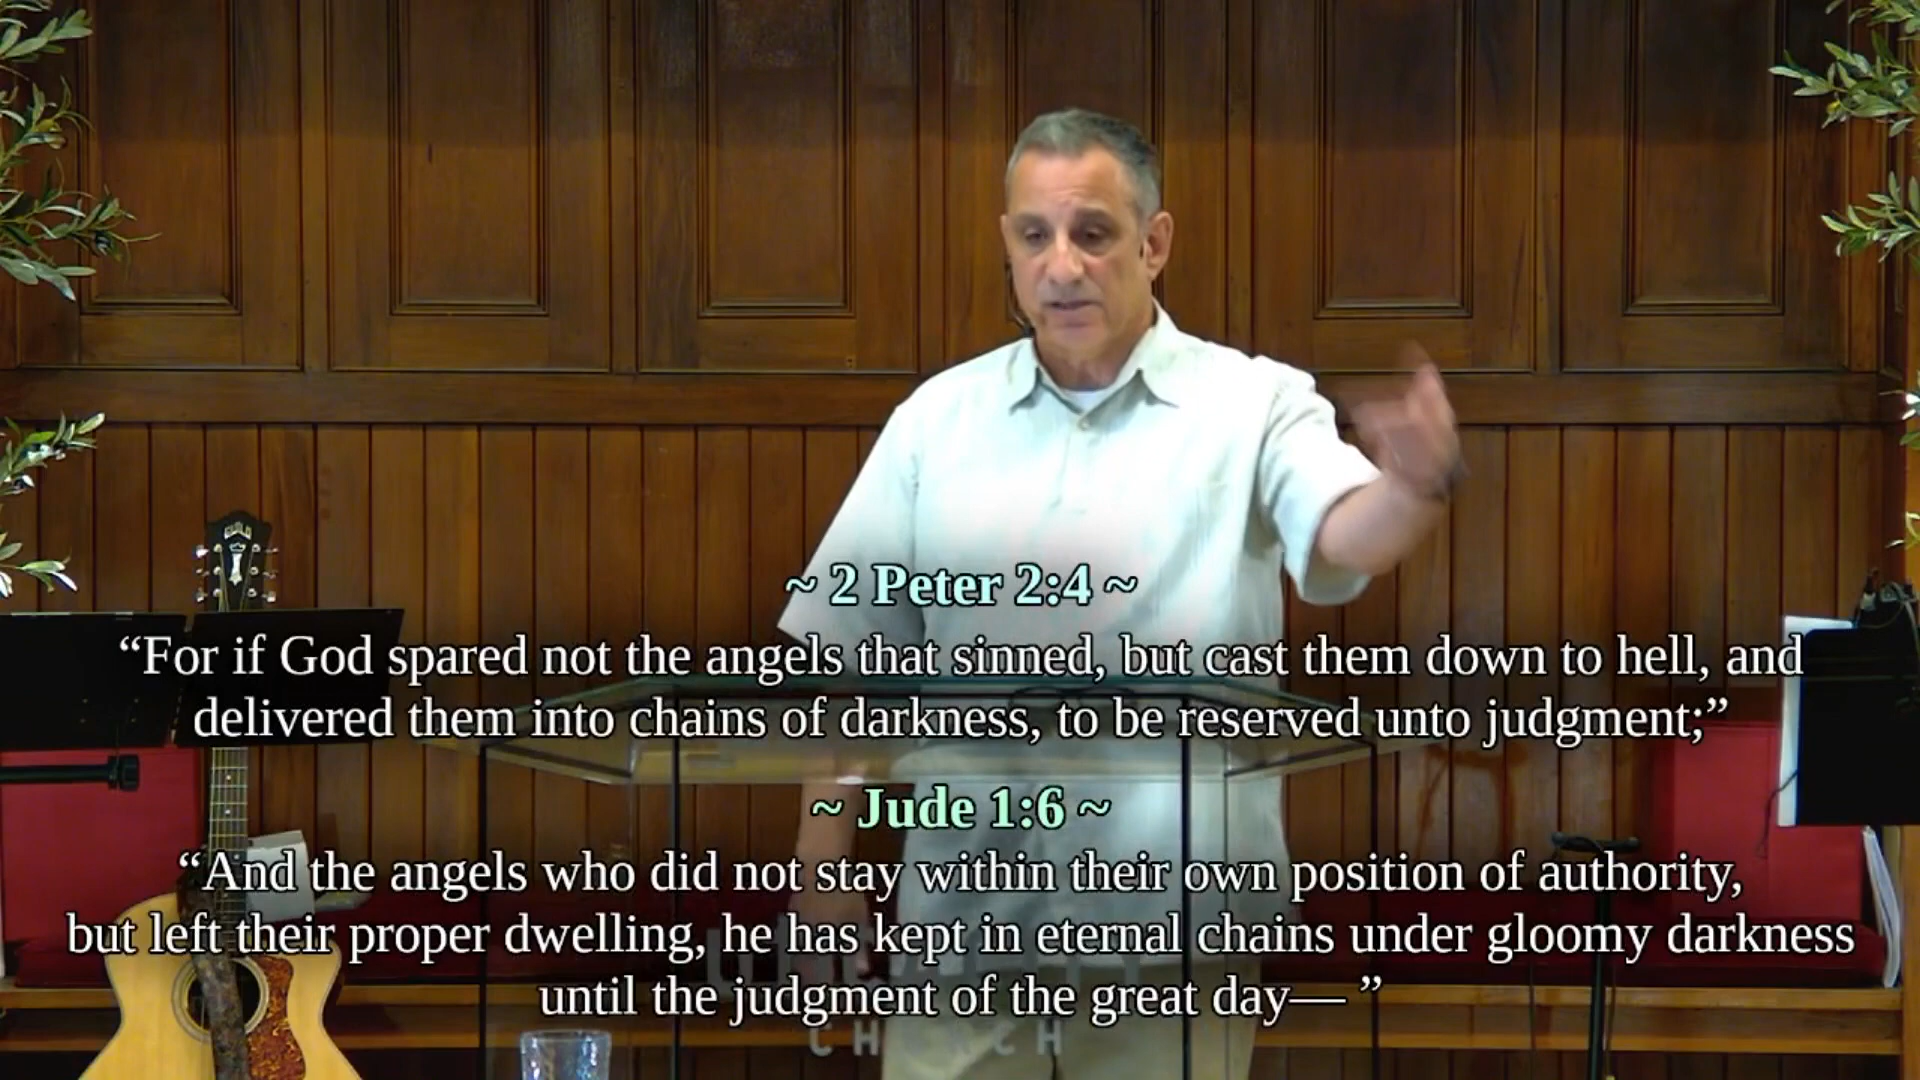 GUILD
~ 2 Peter 2:4 ~
“For if God spared not the angels that sinned, but cast them down to hell, and
delivered them into chains of darkness, to be reserved unto judgment;”
~ Jude 1:6 ~
“And the angels who did not stay within their own position of authority,
but left their proper dwelling, he has kept in eternal chains under gloomy darkness
until the judgment of the great day— ”
CHURCH